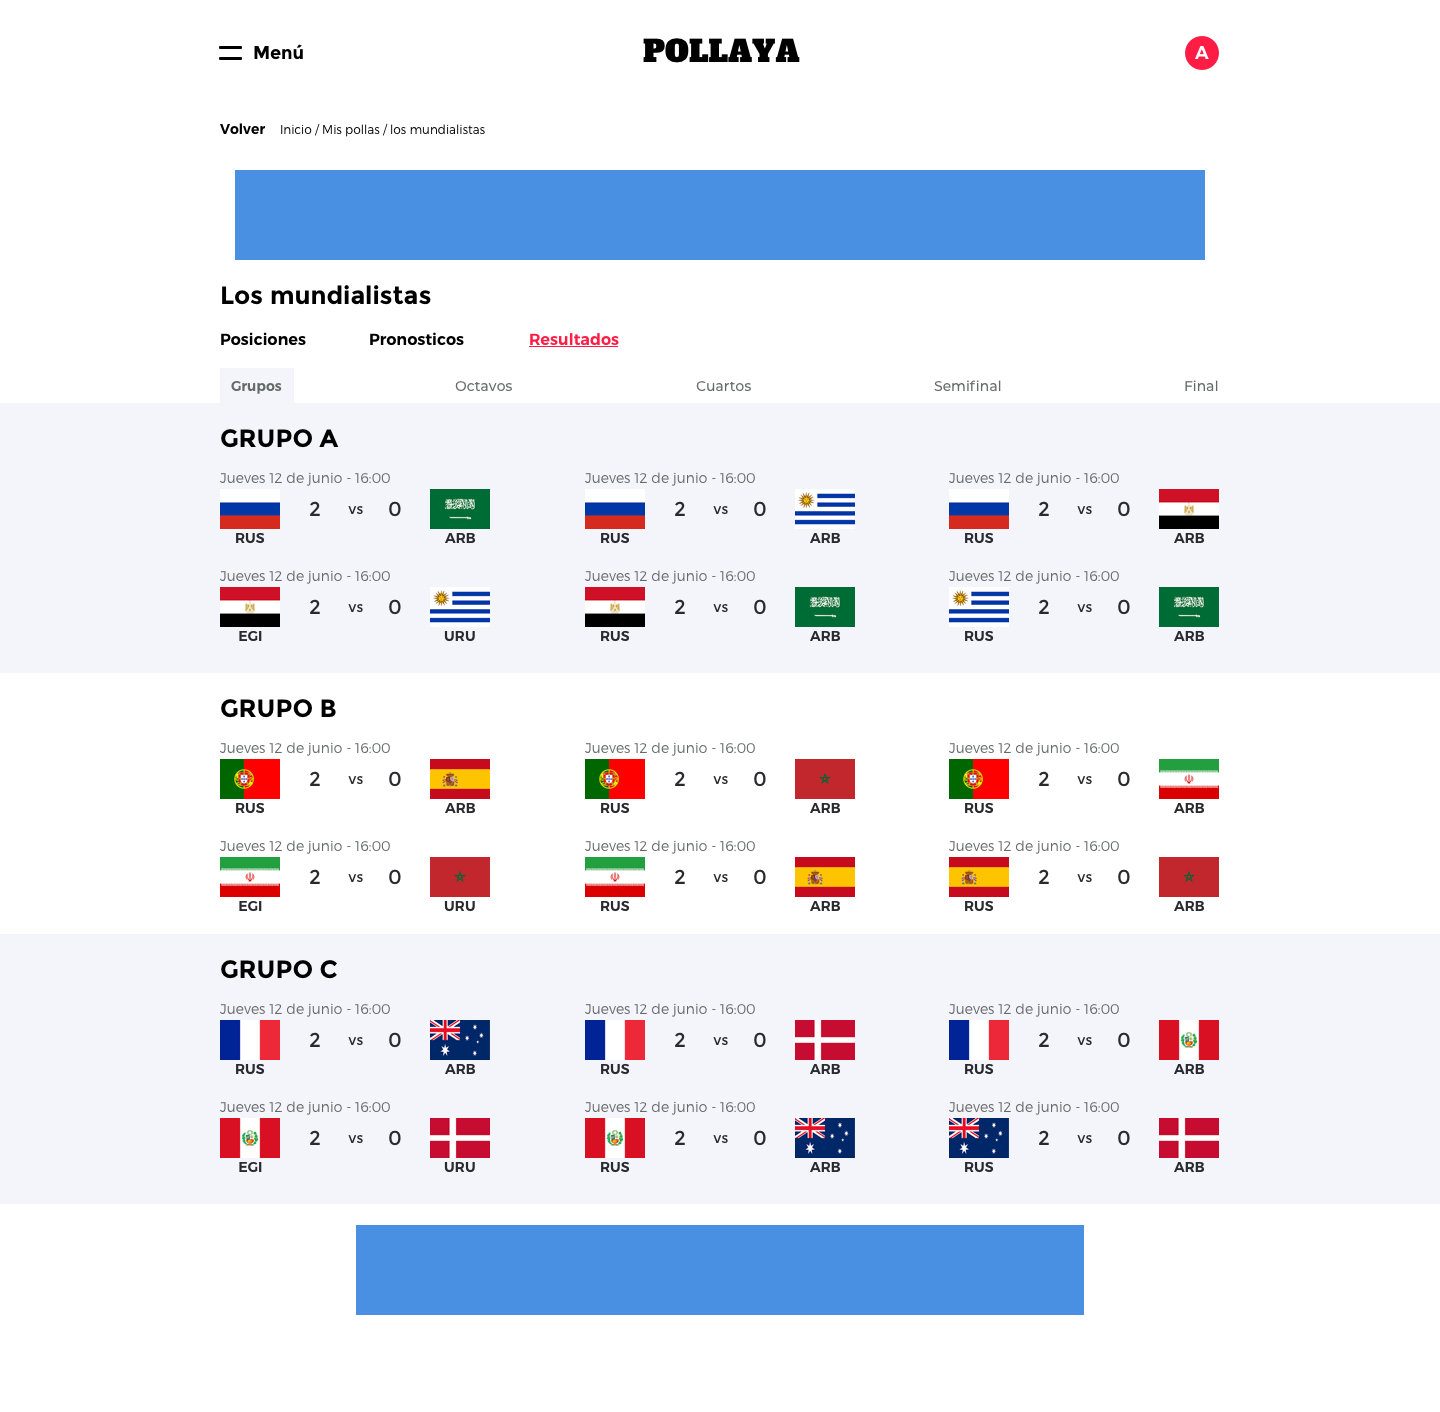 Menú POLLAYA A
Volver Inicio / Mis pollas / los mundialistas
Los mundialistas
Posiciones Pronosticos Resultados
Grupos Octavos Cuartos Semifinal Final
GRUPO A
Jueves 12 de junio - 16:00 Jueves 12 de junio - 16:00 Jueves 12 de junio - 16:00
2 vs 0 2 vs 0 2 vs 0
RUS ARB RUS ARB RUS ARB
Jueves 12 de junio - 16:00 Jueves 12 de junio - 16:00 Jueves 12 de junio - 16:00
2 vs 0 2 vs 0 2 vs 0
EGI URU RUS ARB RUS ARB
GRUPO B
Jueves 12 de junio - 16:00 Jueves 12 de junio - 16:00 Jueves 12 de junio - 16:00
2 vs 0 2 vs 0 2 vs 0
RUS ARB RUS ARB RUS ARB
Jueves 12 de junio - 16:00 Jueves 12 de junio - 16:00 Jueves 12 de junio - 16:00
2 vs 0 2 vs 0 2 vs 0
EGI URU RUS ARB RUS ARB
GRUPO C
Jueves 12 de junio - 16:00 Jueves 12 de junio - 16:00 Jueves 12 de junio - 16:00
2 vs 0 2 vs 0 2 vs 0
RUS ARB RUS ARB RUS ARB
Jueves 12 de junio - 16:00 Jueves 12 de junio - 16:00 Jueves 12 de junio - 16:00
2 vs 0 2 vs 0 2 vs 0
EGI URU RUS ARB RUS ARB